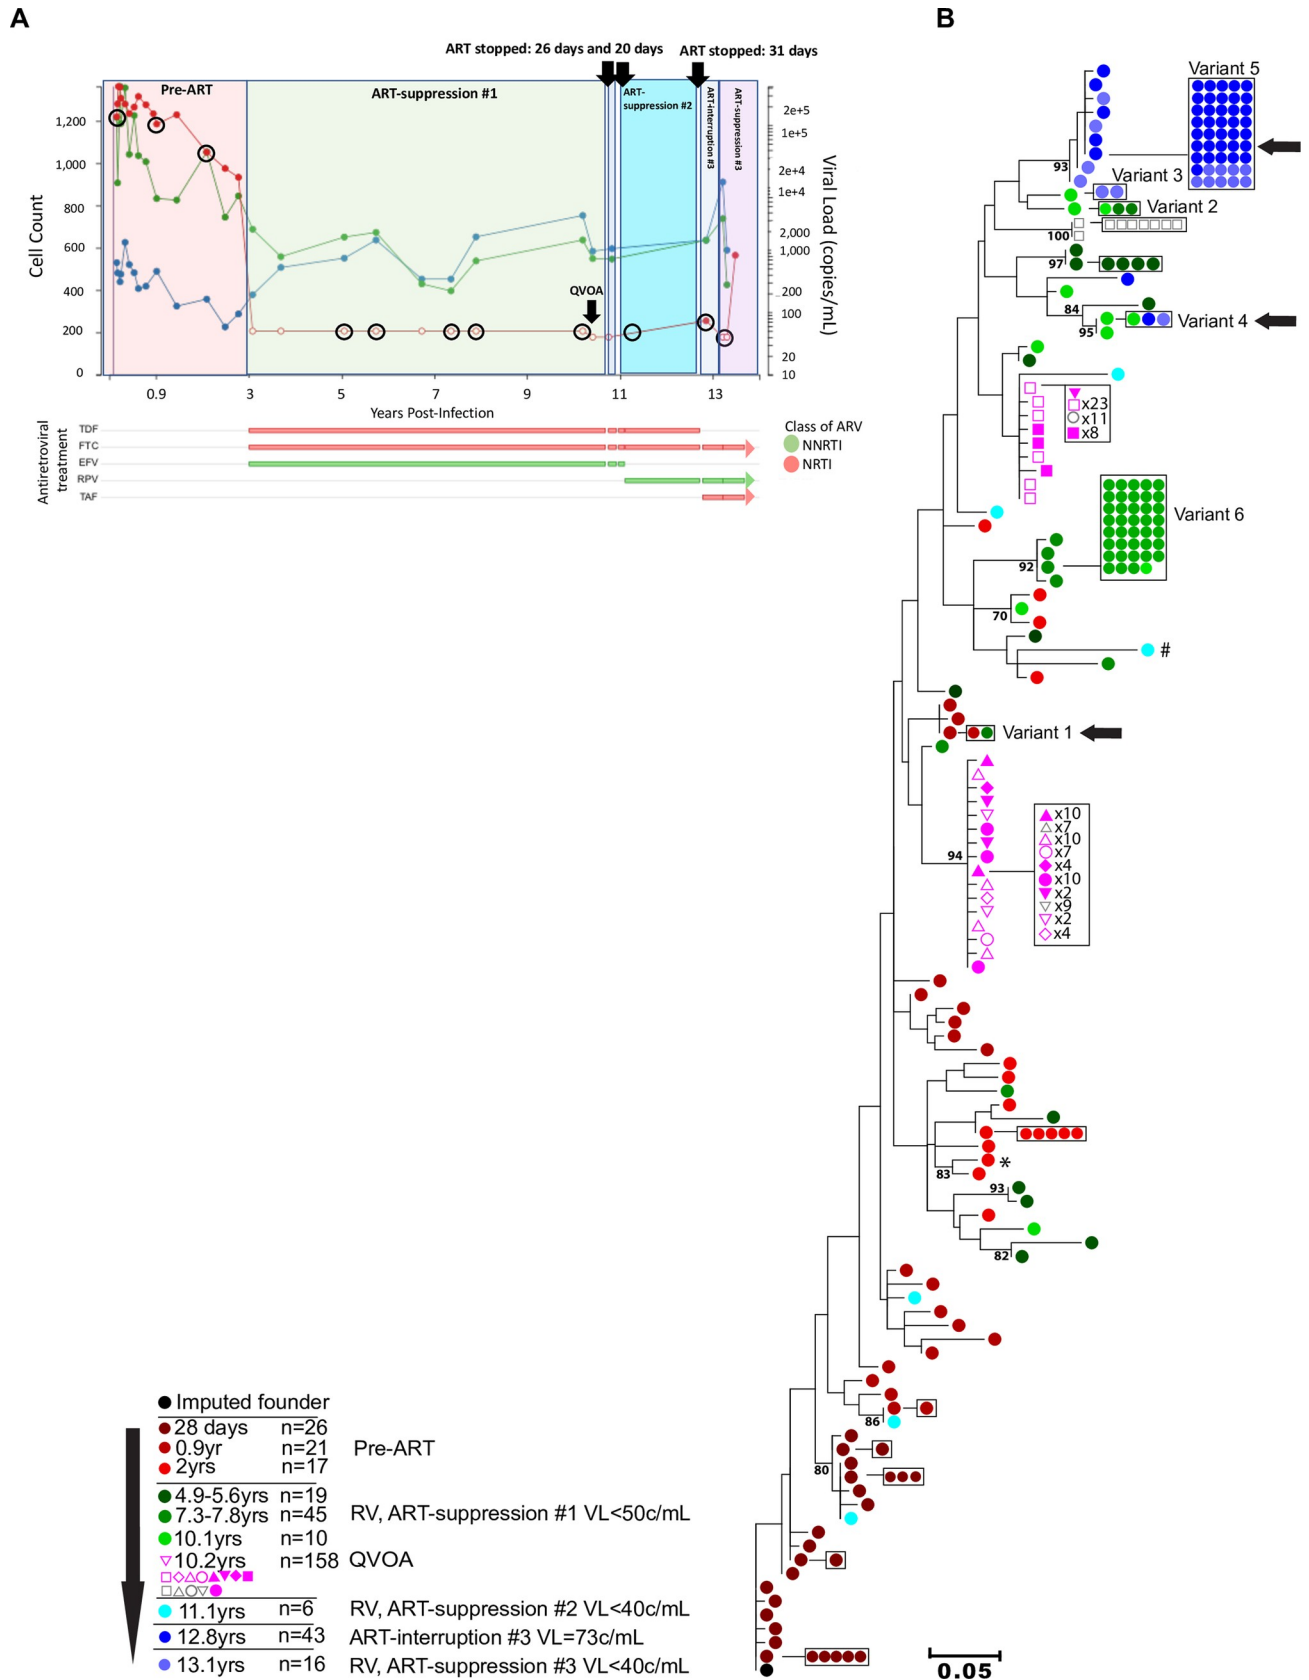 A
B
ART stopped: 26 days and 20 days
ART stopped: 31 days
Pre-ART
ART-suppression #1
ART-
suppression #2
ART-interruption #3
ART-suppression #3
Cell Count
1,200
1,000
800
600
400
200
0
Viral Load (copies/mL)
2e+5
1e+5
2e+4
1e+4
2,000
1,000
200
100
20
10
QVOA
0.9
3
5
7
9
11
13
Years Post-Infection
Antiretroviral
treatment
TDF
FTC
EFV
RPV
TAF
Class of ARV
NNRTI
NRTI
Variant 5
93
Variant 3
Variant 2
100
97
84
Variant 4
95
x23
x11
x8
Variant 6
92
70
#
Variant 1
x10
x7
x10
x7
x4
x10
x2
x9
x2
x4
94
*
83
93
82
86
80
0.05
Imputed founder
28 days n=26
0.9yr n=21 Pre-ART
2yrs n=17
4.9-5.6yrs n=19
7.3-7.8yrs n=45 RV, ART-suppression #1 VL<50c/mL
10.1yrs n=10
10.2yrs n=158 QVOA
11.1yrs n=6 RV, ART-suppression #2 VL<40c/mL
12.8yrs n=43 ART-interruption #3 VL=73c/mL
13.1yrs n=16 RV, ART-suppression #3 VL<40c/mL